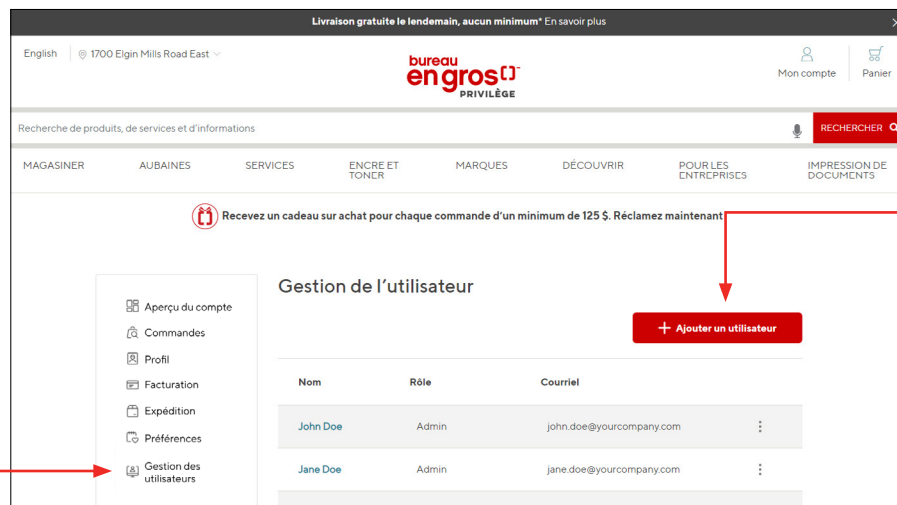 Livraison gratuite le lendemain, aucun minimum* En savoir plus
English
1700 Elgin Mills Road East
bureau
en gros
PRIVILÈGE
Mon compte
Panier
Recherche de produits, de services et d'informations
RECHERCHER
MAGASINER
AUBAINES
SERVICES
ENCRE ET
TONER
MARQUES
DÉCOUVRIR
POUR LES
ENTREPRISES
IMPRESSION DE
DOCUMENTS
Recevez un cadeau sur achat pour chaque commande d'un minimum de 125 $. Réclamez maintenant
Gestion de l'utilisateur
Aperçu du compte
Commandes
Profil
Facturation
Expédition
Préférences
Gestion des
utilisateurs
+ Ajouter un utilisateur
Nom Rôle Courriel
John Doe Admin john.doe@yourcompany.com
Jane Doe Admin jane.doe@yourcompany.com